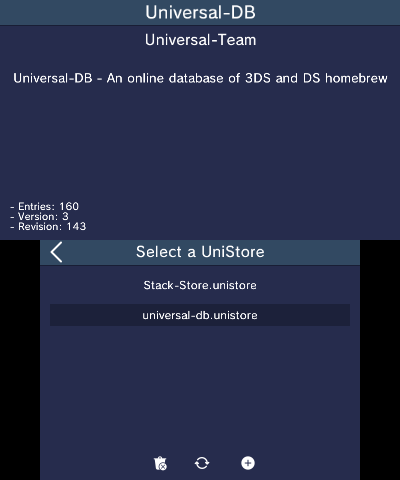 Universal-DB
Universal-Team
Universal-DB - An online database of 3DS and DS homebrew
- Entries: 160
- Version: 3
- Revision: 143
Select a UniStore
Stack-Store.unistore
universal-db.unistore